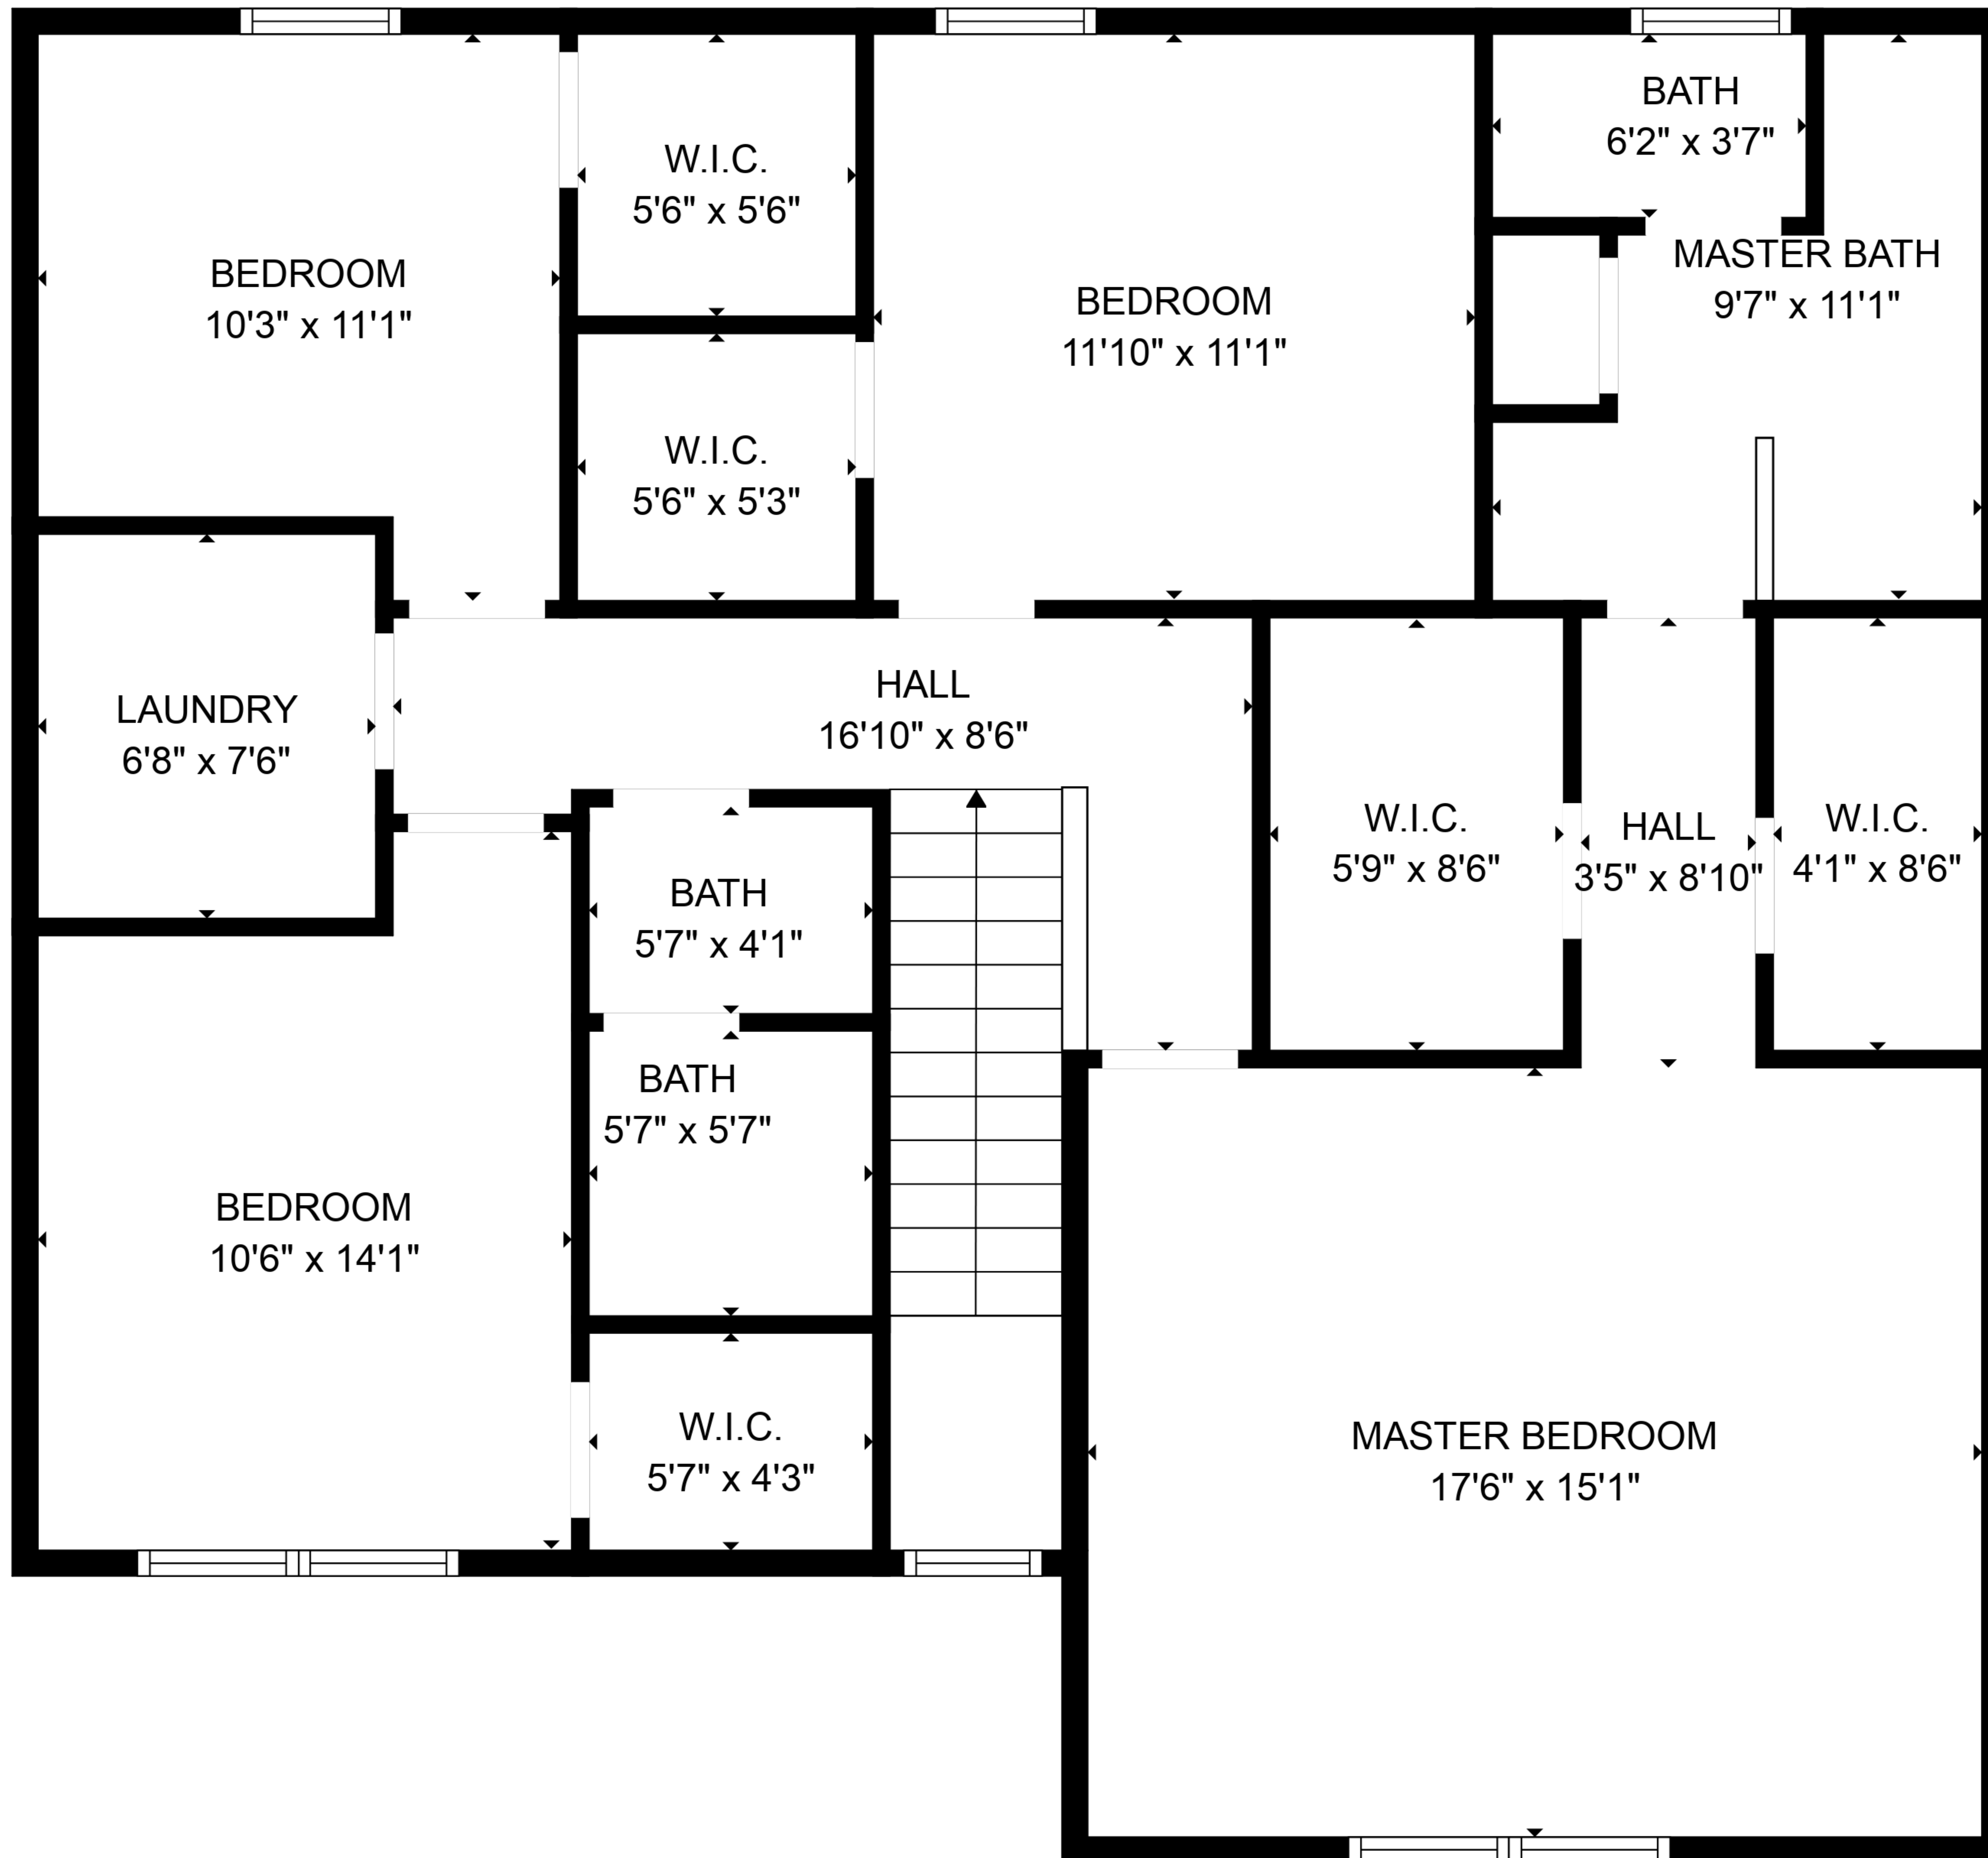 BATH
6'2" x 3'7"
W.I.C.
5'6" x 5'6"
BEDROOM
10'3" x 11'1"
BEDROOM
11'10" x 11'1"
MASTER BATH
9'7" x 11'1"
W.I.C.
5'6" x 5'3"
LAUNDRY
6'8" x 7'6"
HALL
16'10" x 8'6"
W.I.C.
5'9" x 8'6"
HALL
3'5" x 8'10"
W.I.C.
4'1" x 8'6"
BATH
5'7" x 4'1"
BATH
5'7" x 5'7"
BEDROOM
10'6" x 14'1"
W.I.C.
5'7" x 4'3"
MASTER BEDROOM
17'6" x 15'1"